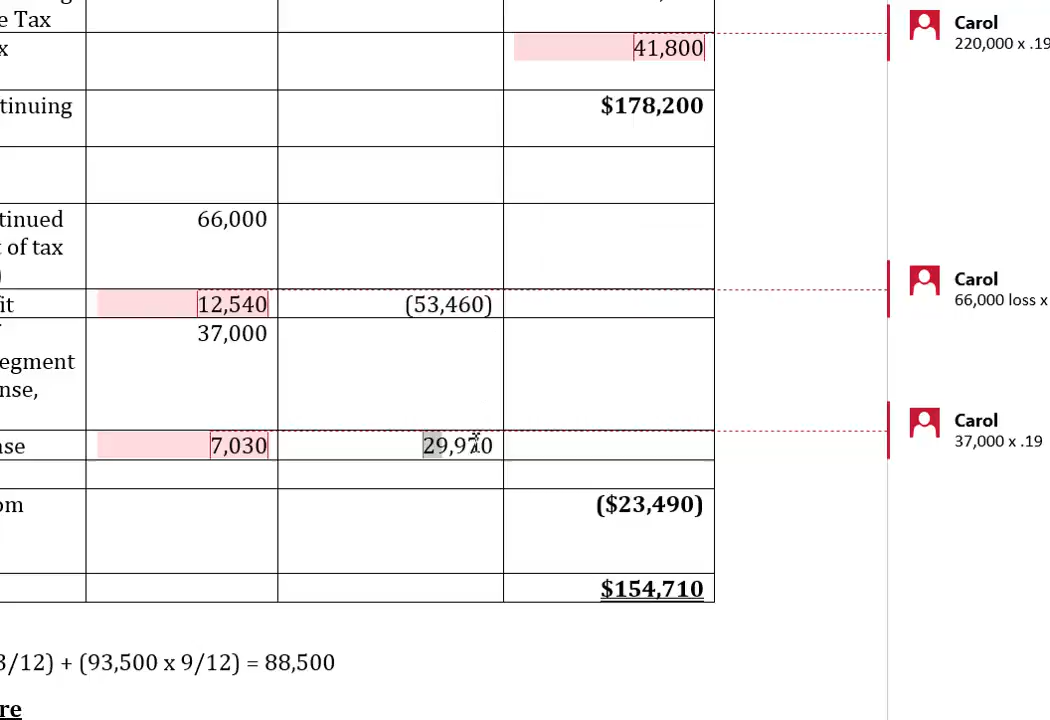 e Tax
x
41,800
tinuing
$178,200
tinued
66,000
t of tax
)
fit
12,540
(53,460)
37,000
egment
nse,
nse
7,030
29,970
om
($23,490)
$154,710
3/12) + (93,500 x 9/12) = 88,500
re
Carol
220,000 x .19
Carol
66,000 loss x
Carol
37,000 x .19